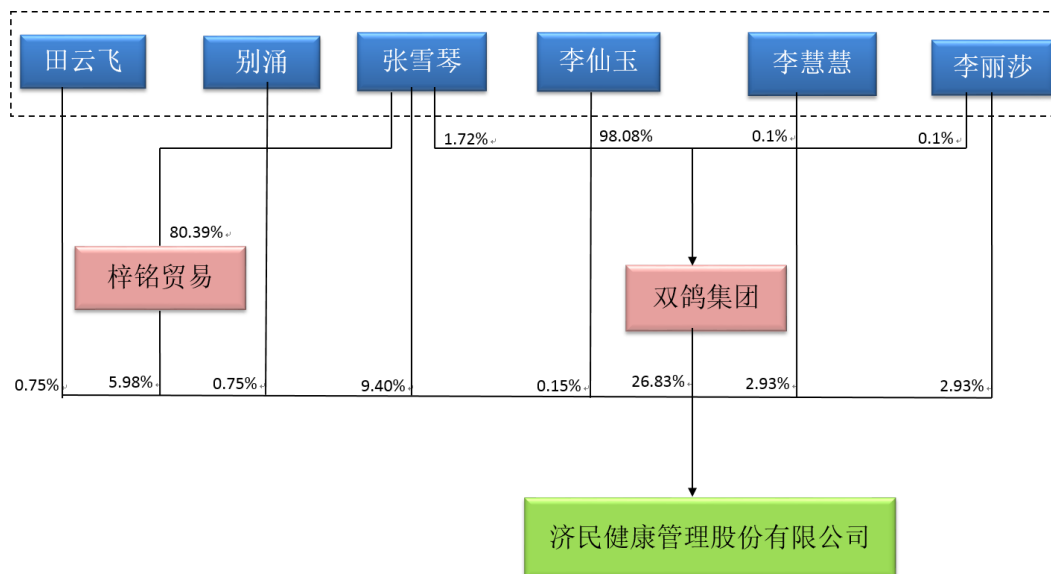 田云飞
别涌
张雪琴
李仙玉
李慧慧
李丽莎
1.72%
98.08%
0.1%
0.1%
80.39%
梓铭贸易
双鸽集团
0.75%
5.98%
0.75%
9.40%
0.15%
26.83%
2.93%
2.93%
济民健康管理股份有限公司